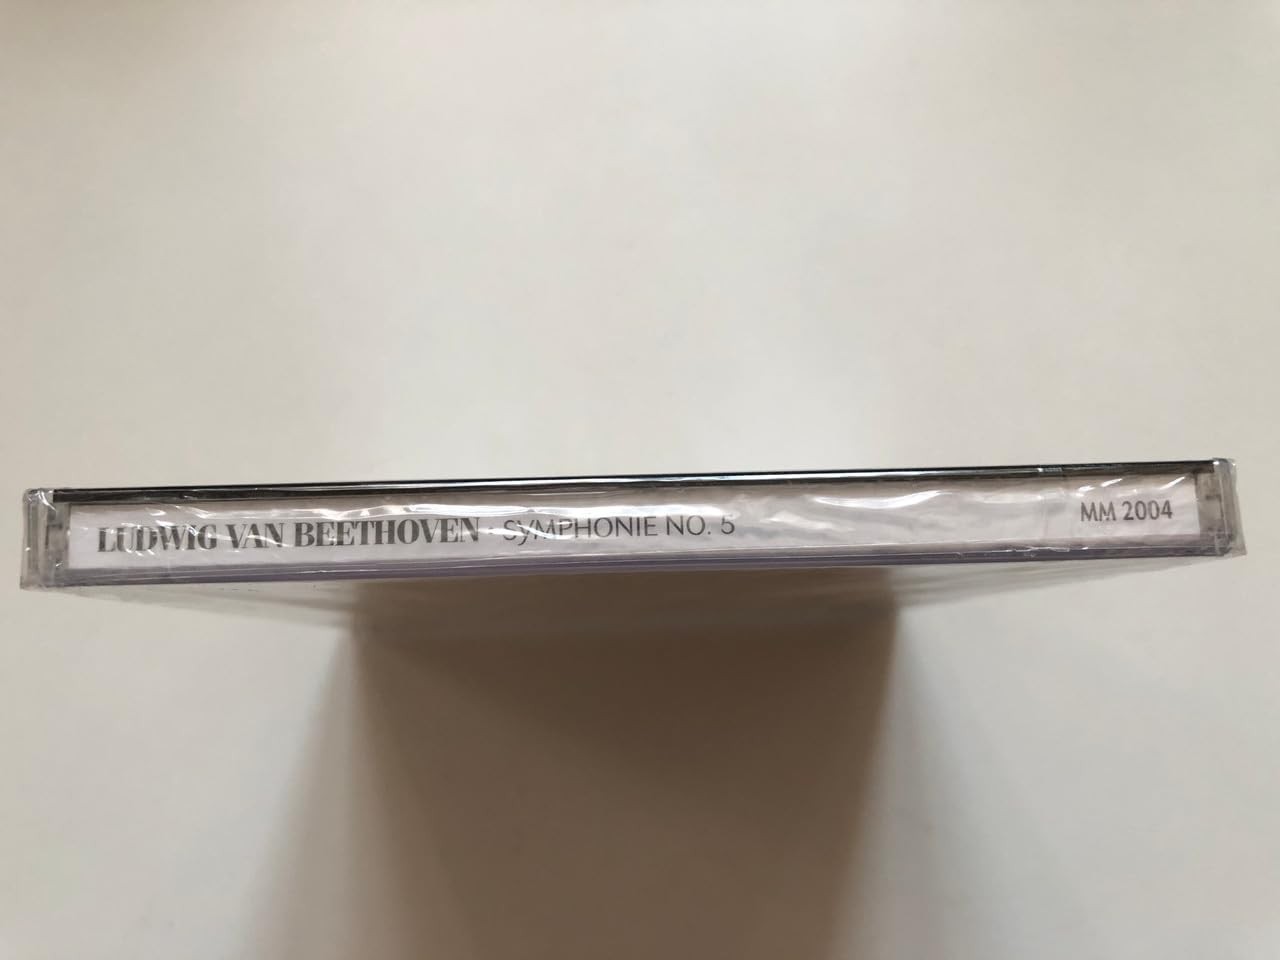 LUDWIG VAN BEETHOVEN · SYMPHONIE NO. 5 MM 2004